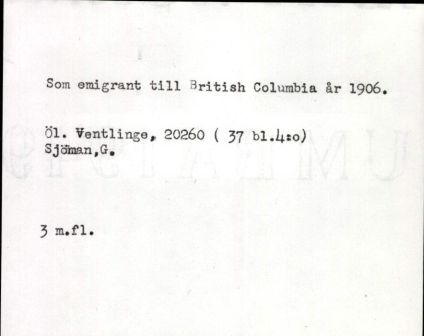 Som emigrant till British Columbia år 1906.
Öl. Ventlinge, 20260 ( 37 bl.4:o)
Sjöman,G.
3 m.fl.